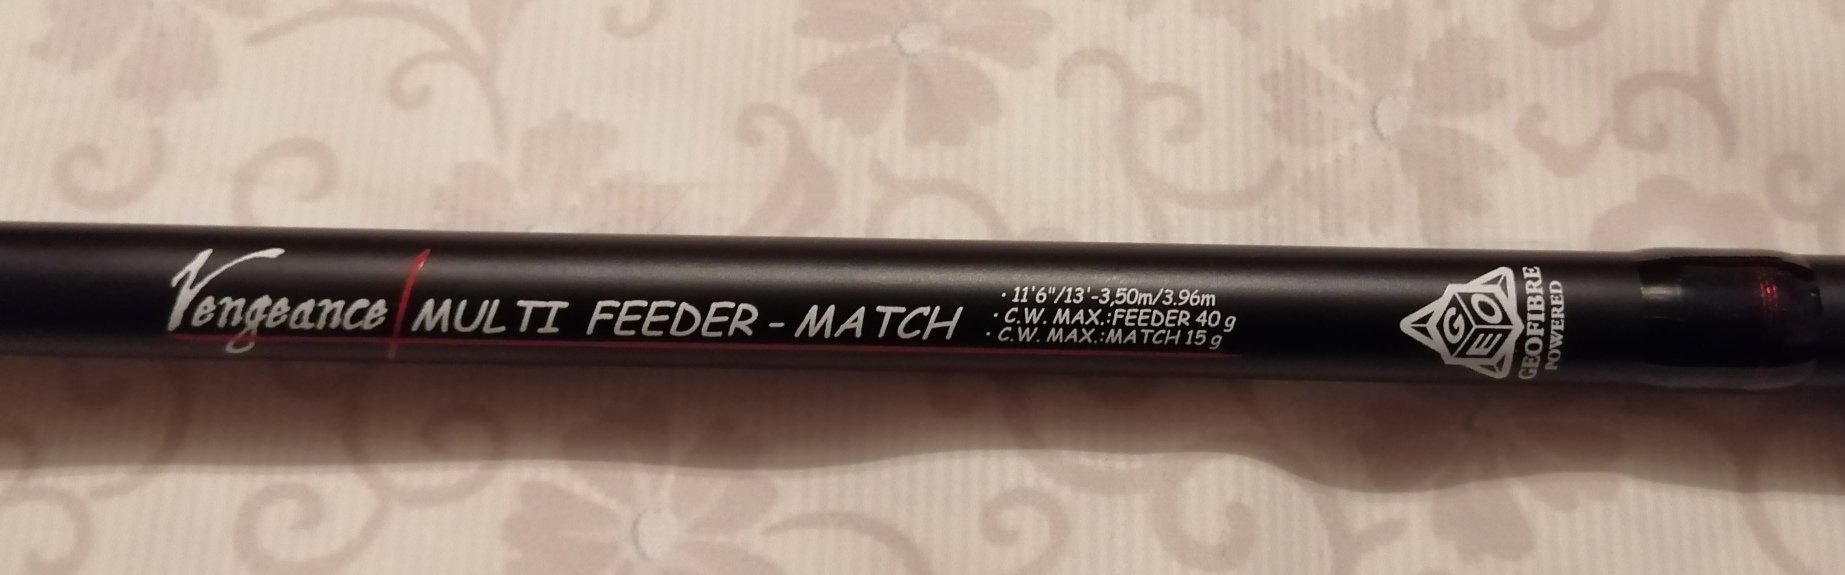 Vengeance MULTI FEEDER - MATCH
· 11'6"/13'-3,50m/3.96m
· C.W. MAX.:FEEDER 40 g
· C.W. MAX.:MATCH 15 g
GEO
GEOFIBRE
POWERED